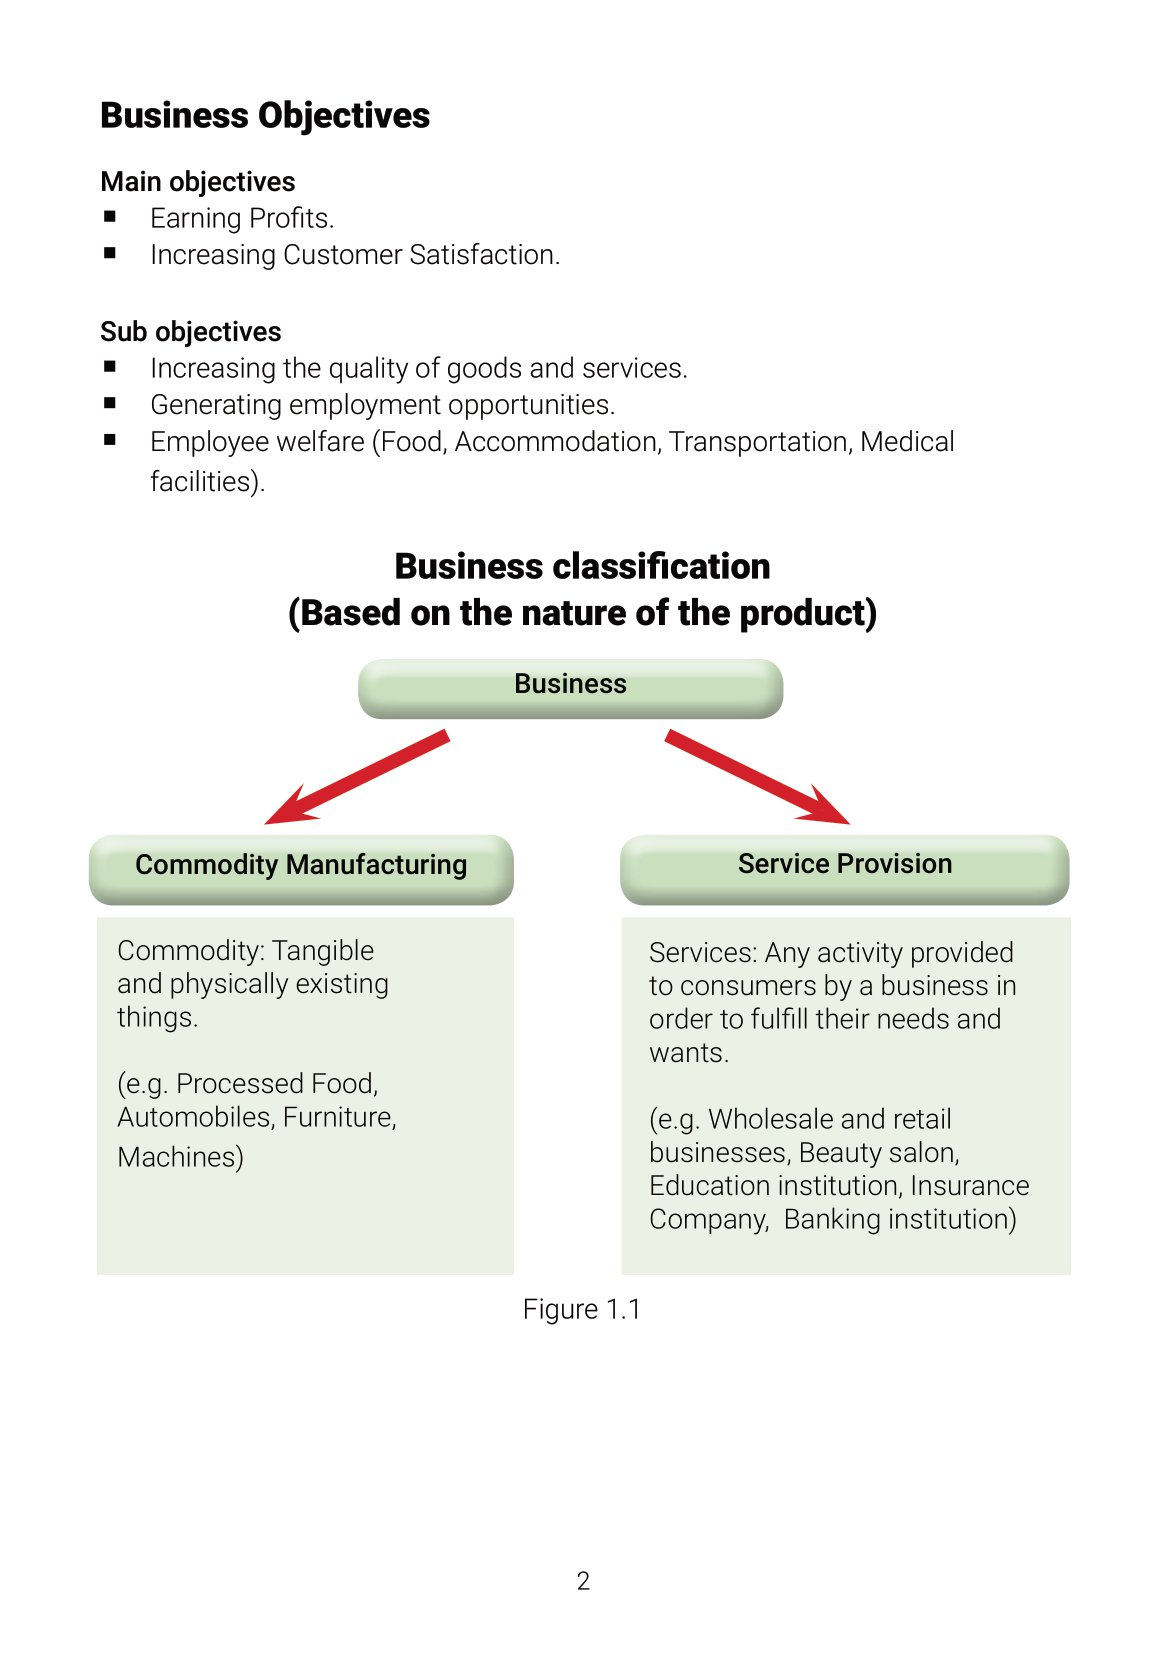 Business Objectives
Main objectives
▪ Earning Profits.
▪ Increasing Customer Satisfaction.
Sub objectives
▪ Increasing the quality of goods and services.
▪ Generating employment opportunities.
▪ Employee welfare (Food, Accommodation, Transportation, Medical
facilities).
Business classification
(Based on the nature of the product)
Business
Commodity Manufacturing
Commodity: Tangible
and physically existing
things.
(e.g. Processed Food,
Automobiles, Furniture,
Machines)
Service Provision
Services: Any activity provided
to consumers by a business in
order to fulfill their needs and
wants.
(e.g. Wholesale and retail
businesses, Beauty salon,
Education institution, Insurance
Company,  Banking institution)
Figure 1.1
2